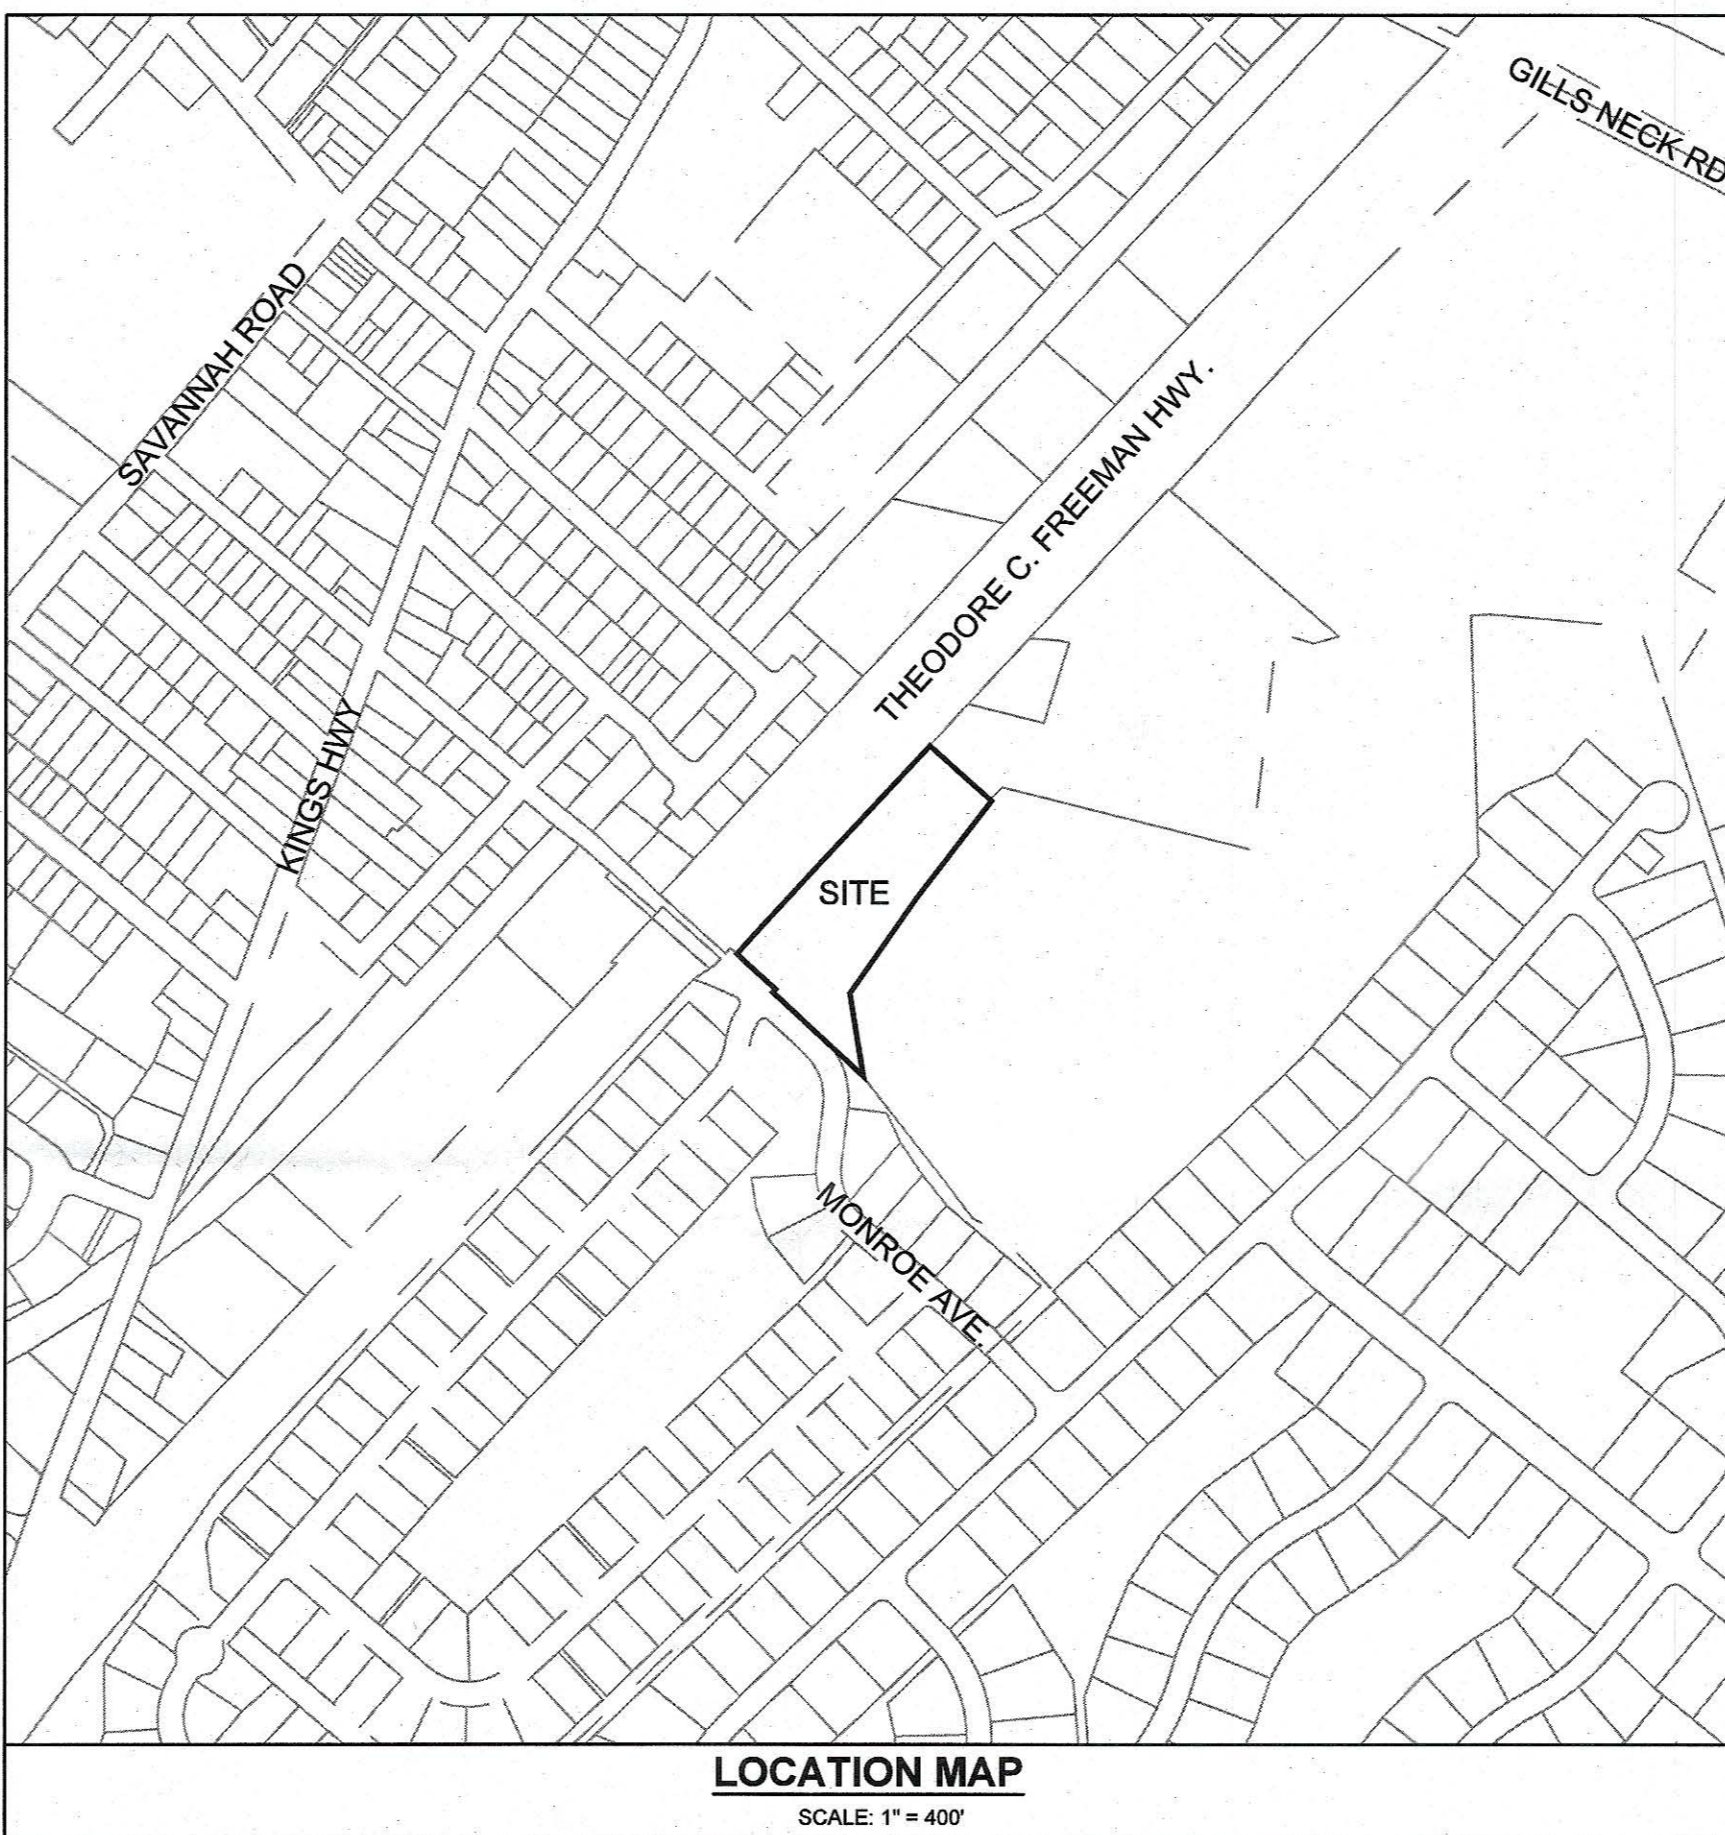 GILLS NECK RD
SAVANNAH ROAD
THEODORE C. FREEMAN HWY.
KINGS HWY
SITE
MONROE AVE.
LOCATION MAP
SCALE: 1" = 400'